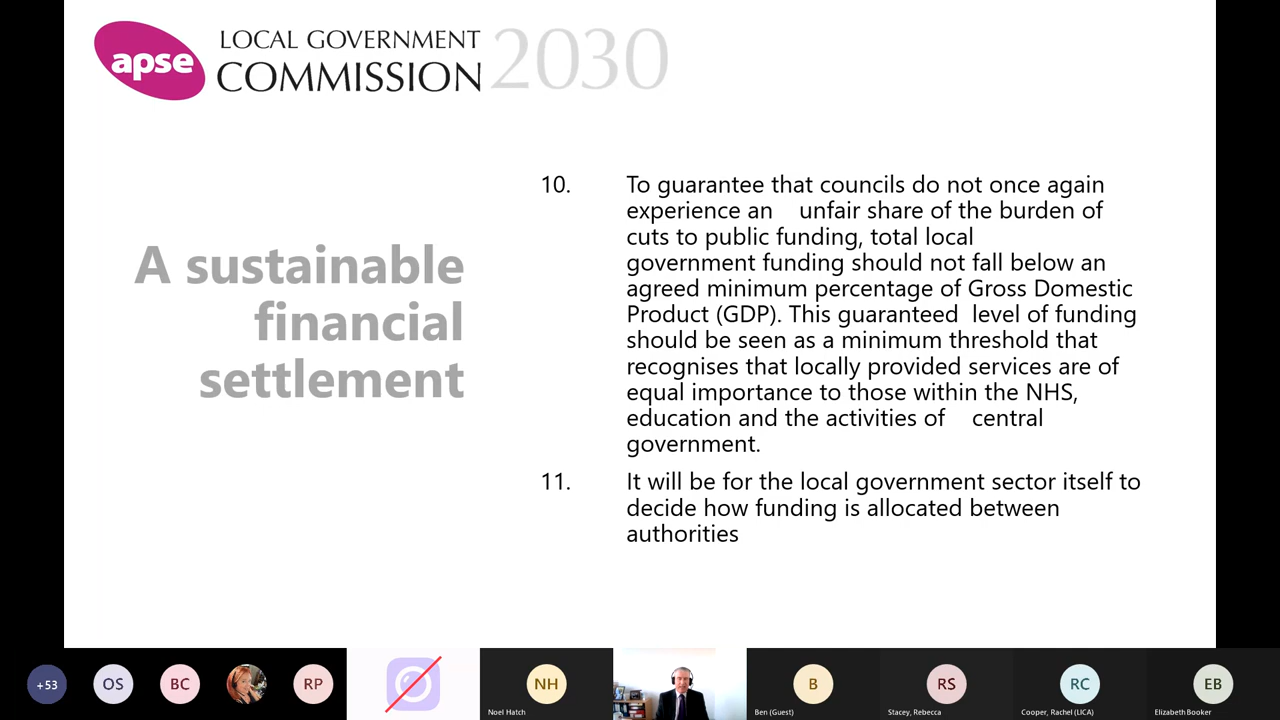 apse
LOCAL GOVERNMENT
COMMISSION 2030
A sustainable
financial
settlement
10. To guarantee that councils do not once again
experience an unfair share of the burden of
cuts to public funding, total local
government funding should not fall below an
agreed minimum percentage of Gross Domestic
Product (GDP). This guaranteed level of funding
should be seen as a minimum threshold that
recognises that locally provided services are of
equal importance to those within the NHS,
education and the activities of central
government.
11. It will be for the local government sector itself to
decide how funding is allocated between
authorities
+53 OS BC RP NH B RS RC EB
Noel Hatch Ben (Guest) Stacey, Rebecca Cooper, Rachel (LICA) Elizabeth Booker